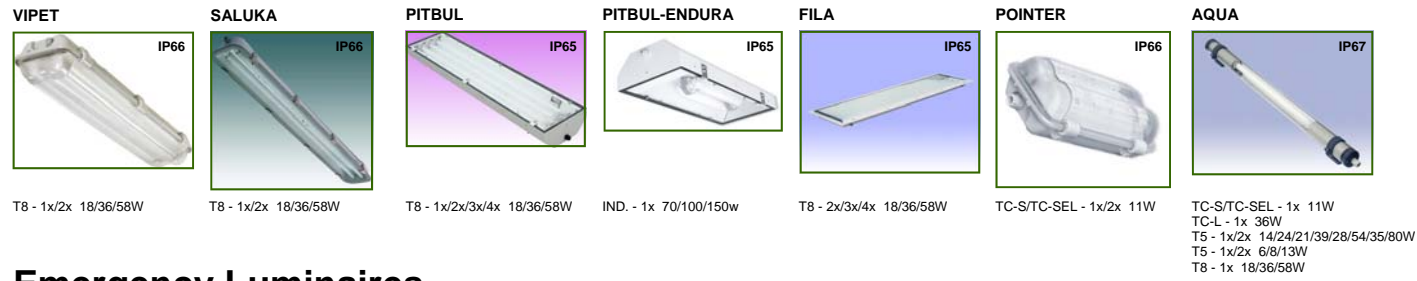 VIPET
SALUKA
PITBUL
PITBUL-ENDURA
FILA
POINTER
AQUA
IP66
IP66
IP65
IP65
IP65
IP66
IP67
T8 - 1x/2x 18/36/58W
T8 - 1x/2x 18/36/58W
T8 - 1x/2x/3x/4x 18/36/58W
IND. - 1x 70/100/150w
T8 - 2x/3x/4x 18/36/58W
TC-S/TC-SEL - 1x/2x 11W
TC-S/TC-SEL - 1x 11W
TC-L - 1x 36W
T5 - 1x/2x 14/24/21/39/28/54/35/80W
T5 - 1x/2x 6/8/13W
T8 - 1x 18/36/58W
Emergency Luminaires